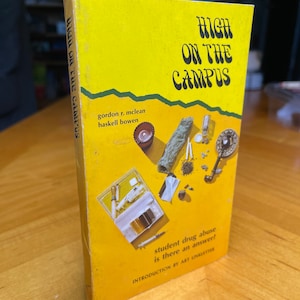 HIGH
ON THE
CAMPUS
gordon r. mclean
haskell bowen
student drug abuse
is there an answer?
INTRODUCTION BY ART LINKLETTER
HIGH ON THE CAMPUS